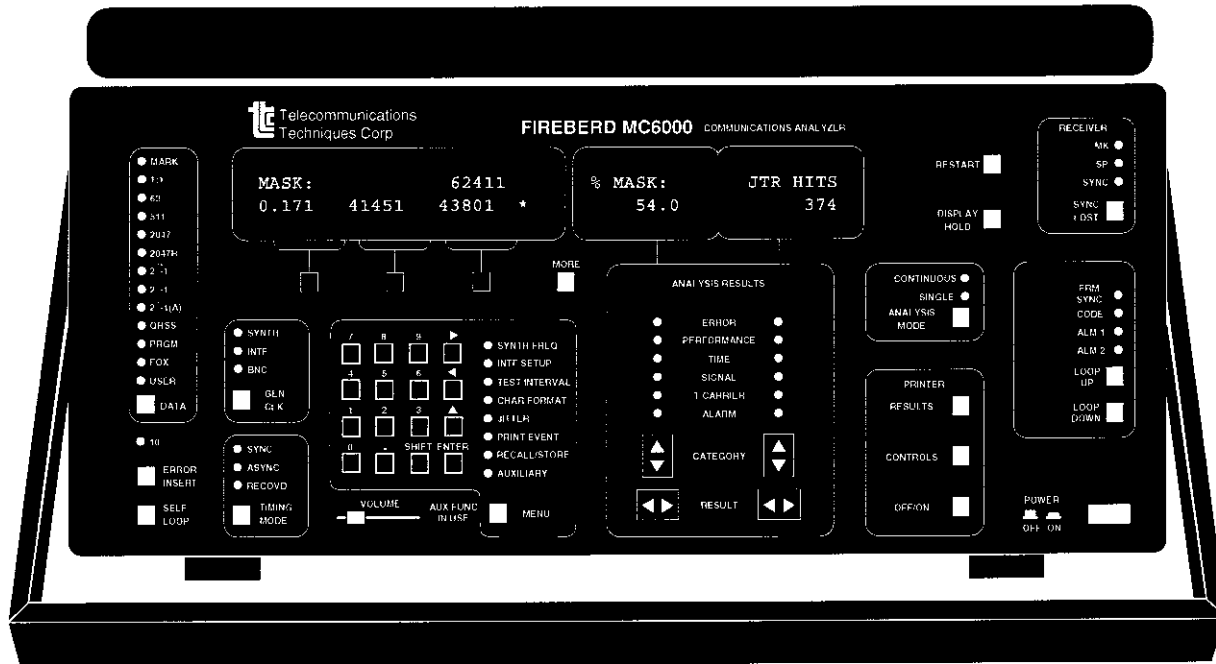 ttc Telecommunications
Techniques Corp
FIREBERD MC6000 COMMUNICATIONS ANALYZER
MASK: 62411
0.171 41451 43801 *
% MASK: JTR HITS
54.0 374
MARK
1:1
63
511
2047
2047R
QRSS
PRGM
FOX
USER
DATA
10
ERROR
INSERT
SELF
LOOP
SYNTH
INTF
BNC
GEN
CLK
SYNC
ASYNC
RECOVD
TIMING
MODE
MORE
7 8 9 ▶
4 5 6 ◀
1 2 3 ▲
0 - SHIFT ENTER
VOLUME
SYNTH FREQ
INTF SETUP
TEST INTERVAL
CHAR FORMAT
JITTER
PRINT EVENT
RECALL/STORE
AUXILIARY
AUX FUNC
IN USE
MENU
ANALYSIS RESULTS
ERROR
PERFORMANCE
TIME
SIGNAL
T CARRIER
ALARM
CATEGORY
RESULT
RESTART
DISPLAY
HOLD
CONTINUOUS
SINGLE
ANALYSIS
MODE
PRINTER
RESULTS
CONTROLS
OFF/ON
RECEIVER
MK
SP
SYNC
SYNC
LOST
FRM
SYNC
CODE
ALM 1
ALM 2
LOOP
UP
LOOP
DOWN
POWER
OFF ON